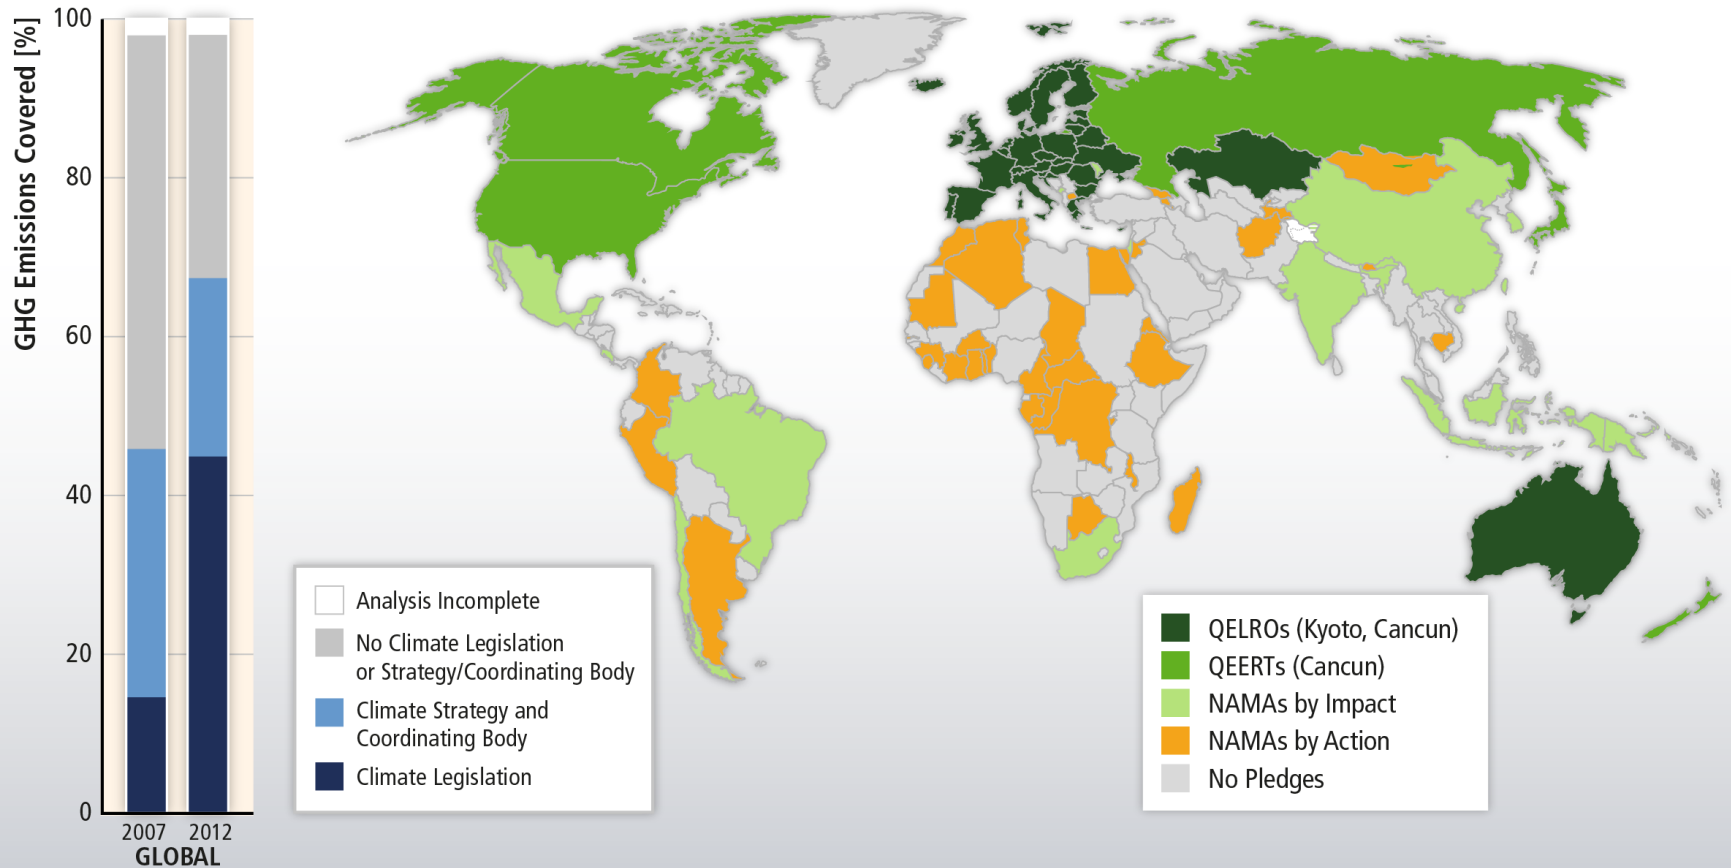 GHG Emissions Covered [%]
100
80
60
40
20
0
2007
2012
GLOBAL
Analysis Incomplete
No Climate Legislation
or Strategy/Coordinating Body
Climate Strategy and
Coordinating Body
Climate Legislation
QELROs (Kyoto, Cancun)
QEERTs (Cancun)
NAMAs by Impact
NAMAs by Action
No Pledges